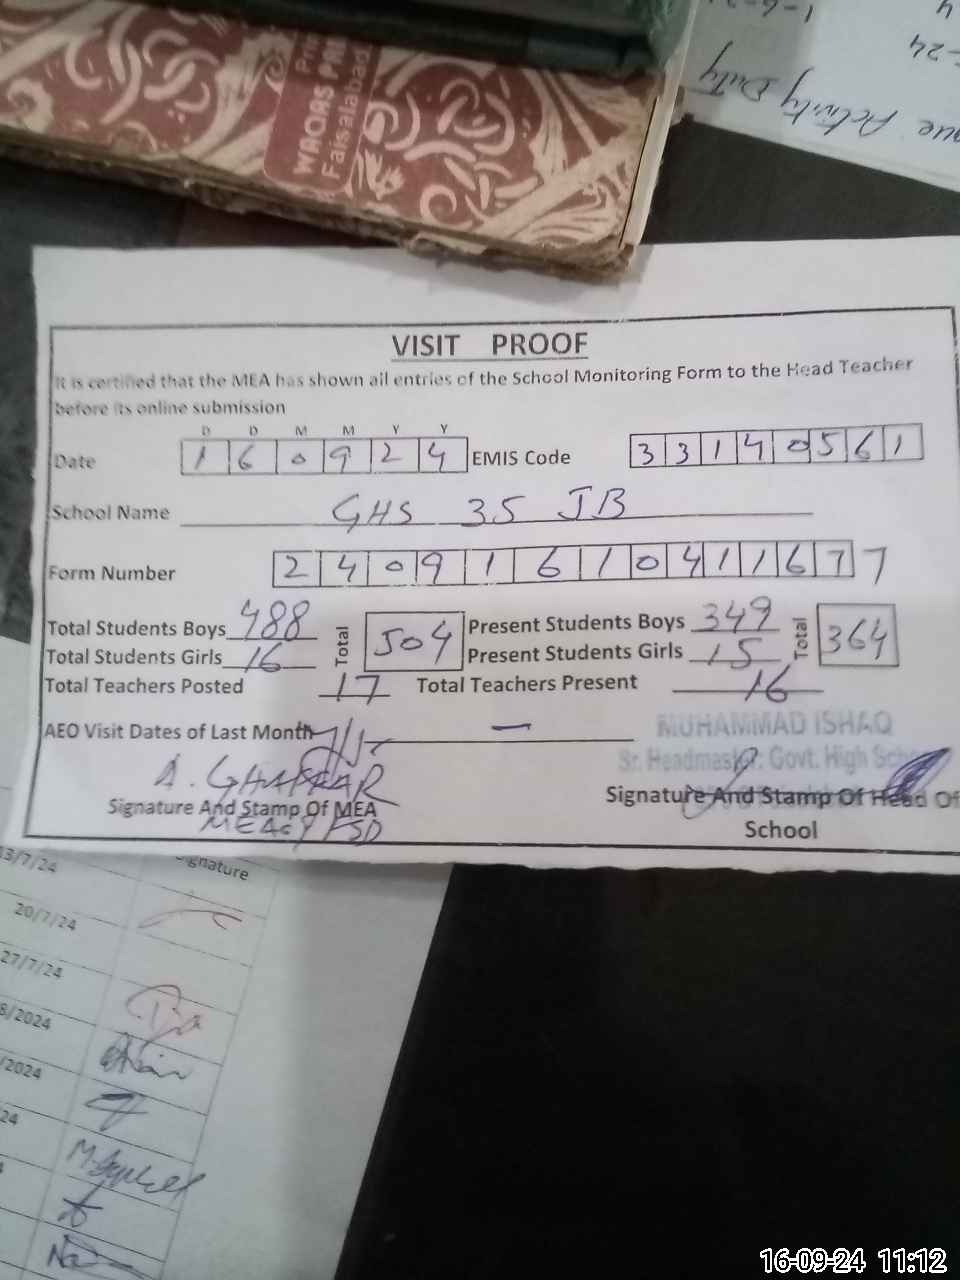 WAQAS PRI
Faisalabad
Activity Duty
VISIT PROOF
It is certified that the MEA has shown all entries of the School Monitoring Form to the Head Teacher
before its online submission
D D M M Y Y
Date 1 6 0 9 2 4 EMIS Code 3 3 1 4 0 5 6 1
School Name GHS 35 JB
Form Number 2 4 0 9 1 6 1 0 4 1 1 6 7 7
Total Students Boys 488 Total 504 Present Students Boys 349 Total 364
Total Students Girls 16 Present Students Girls 15
Total Teachers Posted 17 Total Teachers Present 16
AEO Visit Dates of Last Month —
MUHAMMAD ISHAQ
Sr. Headmaster Govt. High School
A. GHAFFAR
Signature And Stamp Of MEA
Signature And Stamp Of Head Of
School
FSD
13/7/24
20/7/24
27/7/24
8/2024
/2024
24
16-09-24 11:12